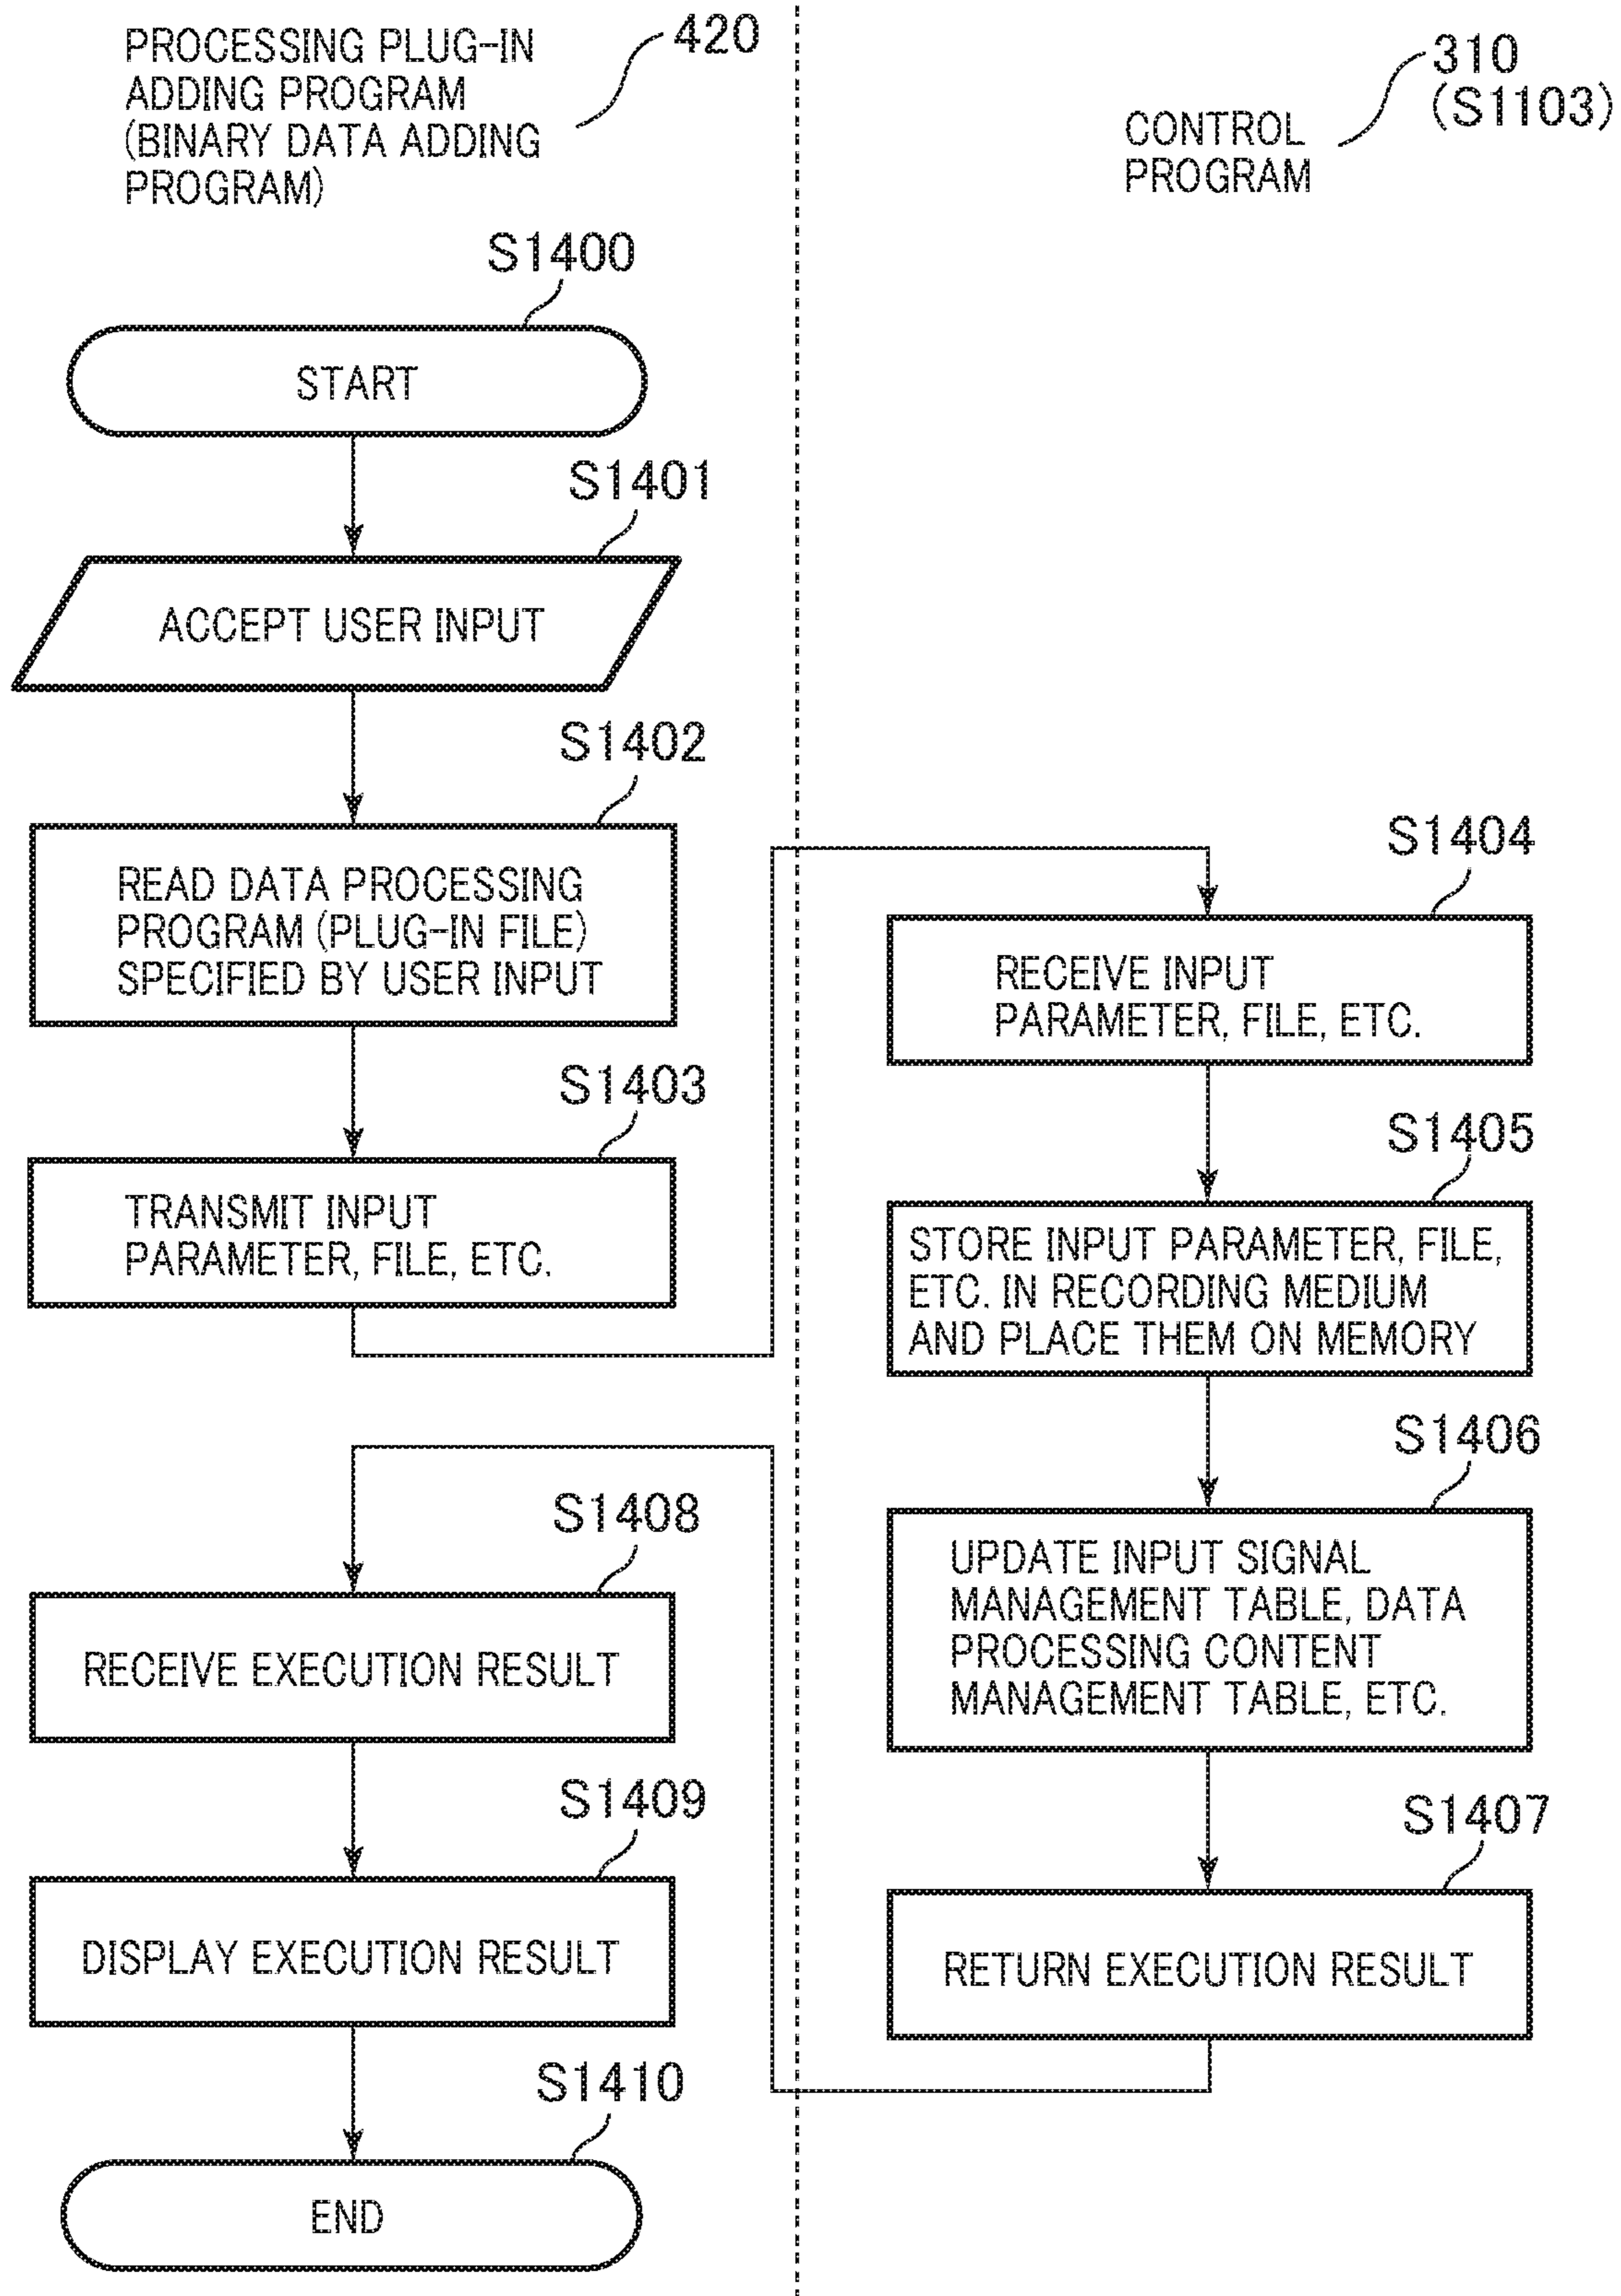 PROCESSING PLUG-IN
ADDING PROGRAM
(BINARY DATA ADDING
PROGRAM)
420
CONTROL
PROGRAM
310
(S1103)
S1400
START
S1401
ACCEPT USER INPUT
S1402
READ DATA PROCESSING
PROGRAM (PLUG-IN FILE)
SPECIFIED BY USER INPUT
S1403
TRANSMIT INPUT
PARAMETER, FILE, ETC.
S1404
RECEIVE INPUT
PARAMETER, FILE, ETC.
S1405
STORE INPUT PARAMETER, FILE,
ETC. IN RECORDING MEDIUM
AND PLACE THEM ON MEMORY
S1406
UPDATE INPUT SIGNAL
MANAGEMENT TABLE, DATA
PROCESSING CONTENT
MANAGEMENT TABLE, ETC.
S1407
RETURN EXECUTION RESULT
S1408
RECEIVE EXECUTION RESULT
S1409
DISPLAY EXECUTION RESULT
S1410
END